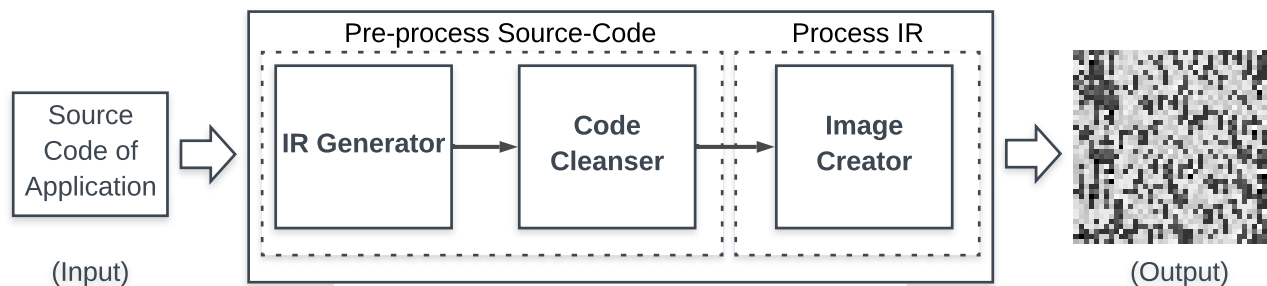 Pre-process Source-Code
Process IR
Source
Code of
Application
IR Generator
Code
Cleanser
Image
Creator
(Input)
(Output)